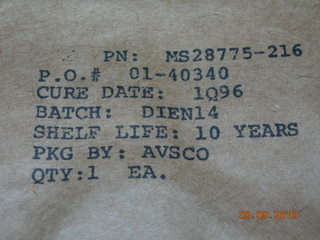 PN: MS28775-216
P.O.# 01-40340
CURE DATE: 1Q96
BATCH: DIEN14
SHELF LIFE: 10 YEARS
PKG BY: AVSCO
QTY:1 EA.